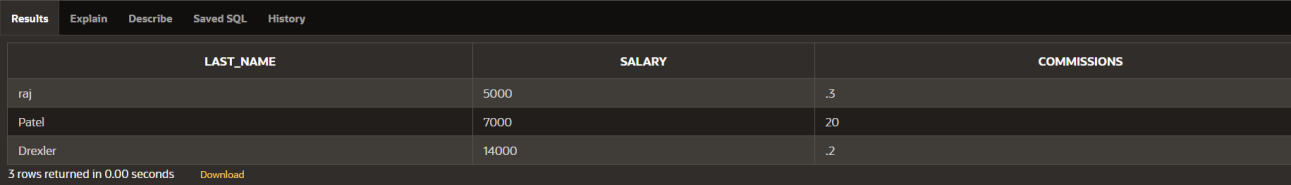 Results Explain Describe Saved SQL History
LAST_NAME SALARY COMMISSIONS
raj 5000 .3
Patel 7000 20
Drexler 14000 .2
3 rows returned in 0.00 seconds Download